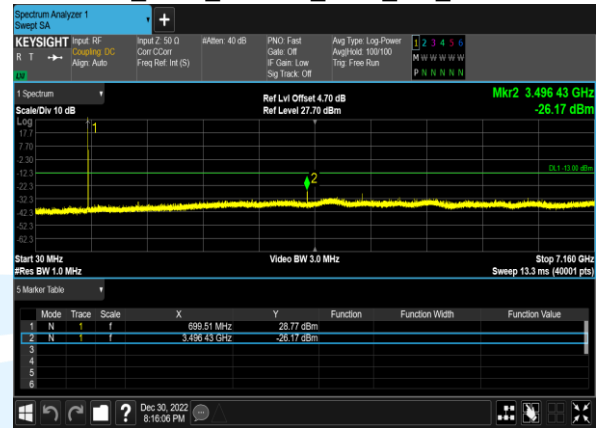 Spectrum Analyzer 1
Swept SA
+
KEYSIGHT Input: RF Input Z: 50 Ω #Atten: 40 dB PNO: Fast Avg Type: Log-Power 1 2 3 4 5 6
R T Coupling: DC Corr CCorr Gate: Off Avg|Hold: 100/100 M W W W W W
Align: Auto Freq Ref: Int (S) IF Gain: Low Trig: Free Run P N N N N N
Sig Track: Off
LW
1 Spectrum Ref Lvl Offset 4.70 dB Mkr2 3.496 43 GHz
Scale/Div 10 dB Ref Level 27.70 dBm -26.17 dBm
Log 1
17.7
7.70
-2.30
-12.3 DL1 -13.00 dBm
-22.3 2
-32.3
-42.3
-52.3
-62.3
Start 30 MHz Video BW 3.0 MHz Stop 7.160 GHz
#Res BW 1.0 MHz Sweep 13.3 ms (40001 pts)
5 Marker Table
Mode Trace Scale X Y Function Function Width Function Value
1 N 1 f 699.51 MHz 28.77 dBm
2 N 1 f 3.496 43 GHz -26.17 dBm
3
4
5
6
? Dec 30, 2022
8:16:06 PM